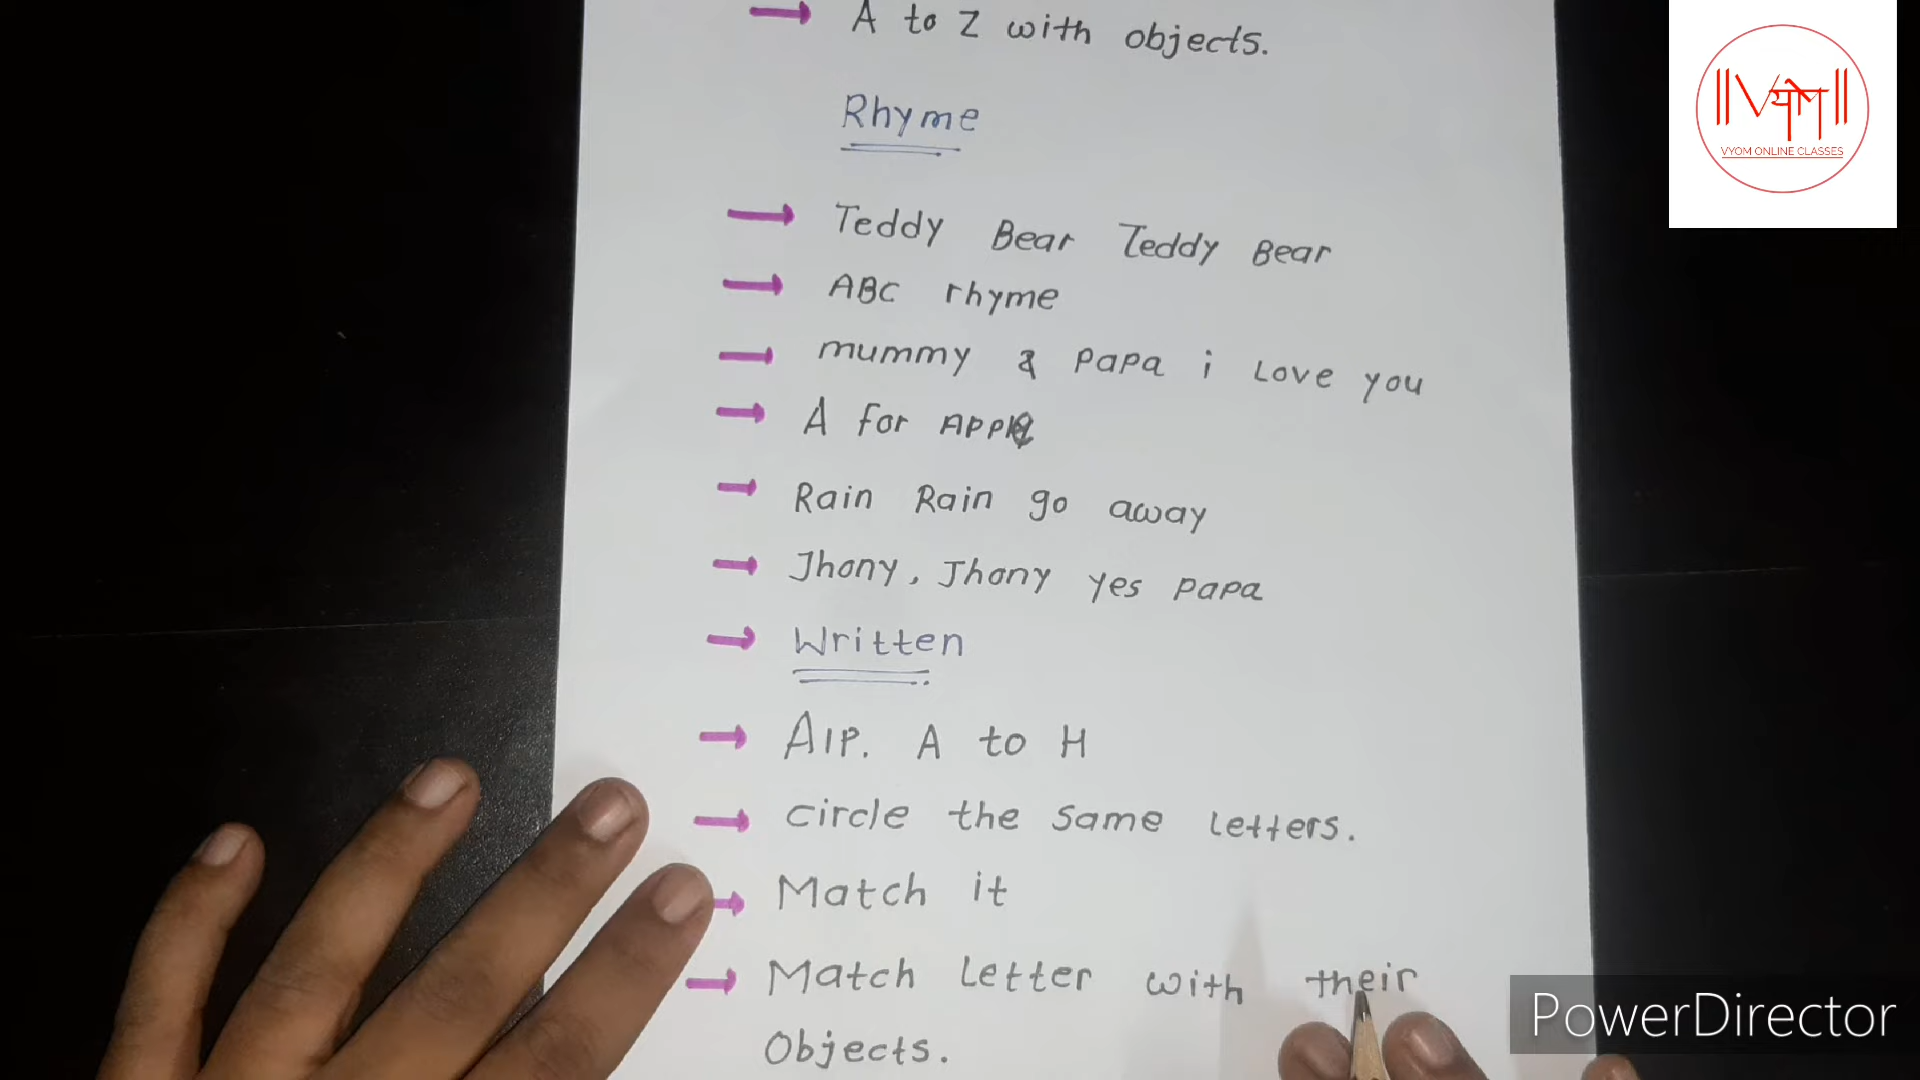 A to Z with objects.
Rhyme
Teddy Bear Teddy Bear
ABC rhyme
mummy & papa i Love you
A for Apple
Rain Rain go away
Jhony, Jhony yes papa
Written
Alp. A to H
circle the same letters.
Match it
Match Letter with their
Objects.
||Vयोम||
VYOM ONLINE CLASSES
PowerDirector